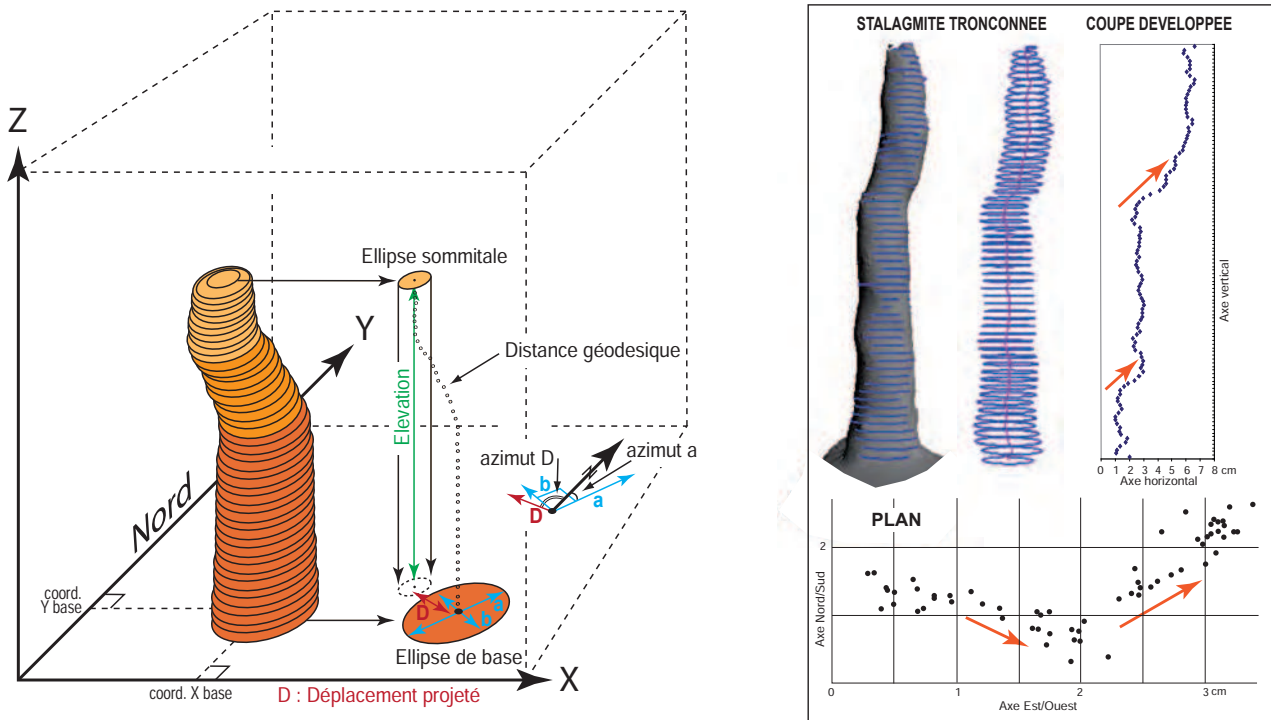 Z
Ellipse sommitale
Y
Distance géodesique
Elevation
azimut D
azimut a
b
a
D
Nord
coord.
Y base
D
a
b
Ellipse de base
X
coord. X base
D : Déplacement projeté
STALAGMITE TRONCONNEE
COUPE DEVELOPPEE
Axe vertical
0 1 2 3 4 5 6 7 8 cm
Axe horizontal
PLAN
2
Axe Nord/Sud
0 1 2 3 cm
Axe Est/Ouest